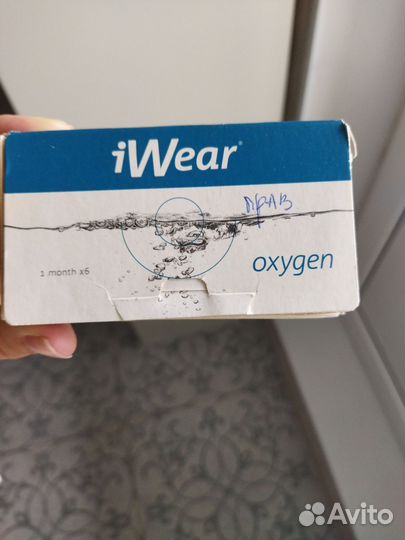 iWear®
прав
oxygen
1 month x6
Avito